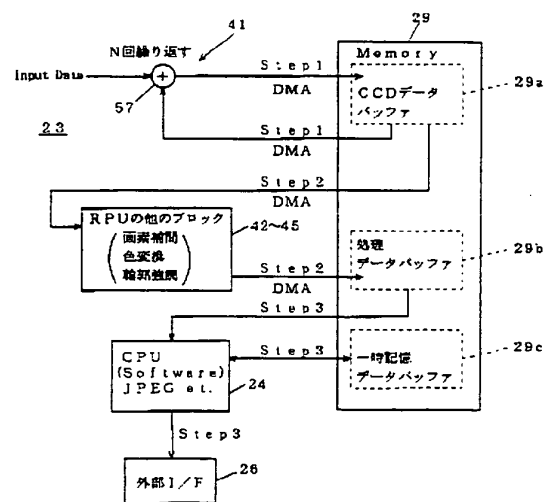 29
41
N回繰り返す
Step1
Memory
Input Data
DMA
CCDデータ
バッファ
29a
57
23
Step1
DMA
Step2
DMA
RPUの他のブロック
画素補間
色変換
輪郭強調
42~45
処理
データバッファ
29b
Step2
DMA
Step3
CPU
(Software)
JPEG et.
24
Step3
一時記憶
データバッファ
29c
Step3
外部I/F
26